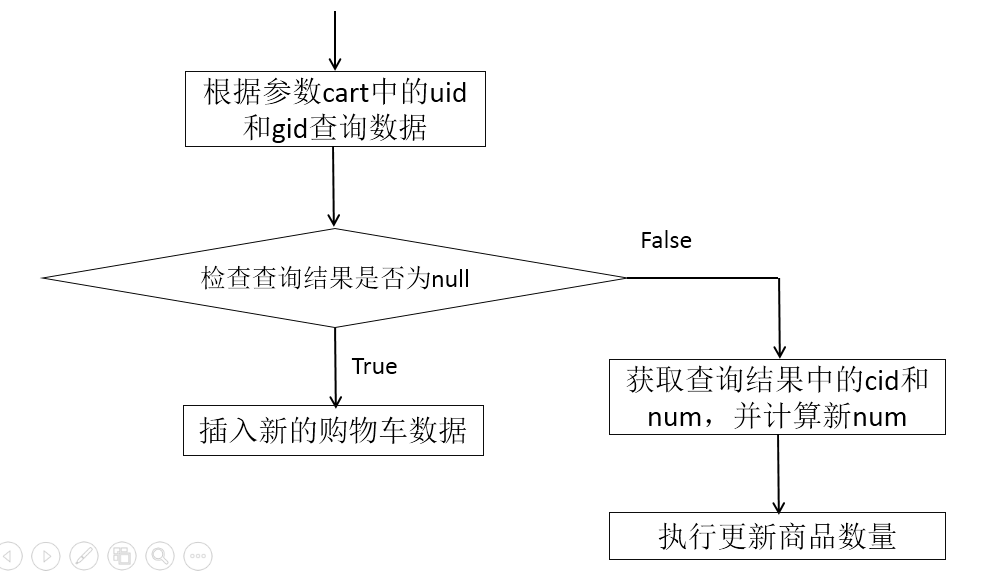 根据参数cart中的uid
和gid查询数据
检查查询结果是否为null
False
True
插入新的购物车数据
获取查询结果中的cid和
num，并计算新num
执行更新商品数量